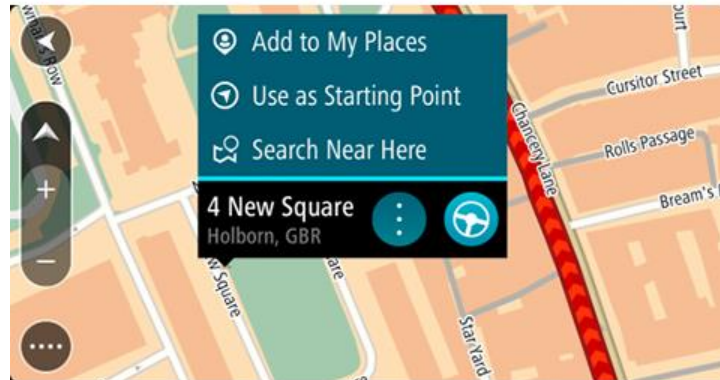 Add to My Places
Use as Starting Point
Search Near Here
4 New Square
Holborn, GBR
Cursitor Street
Chancery Lane
Rolls Passage
Bream's
Star Yard
Square
Row